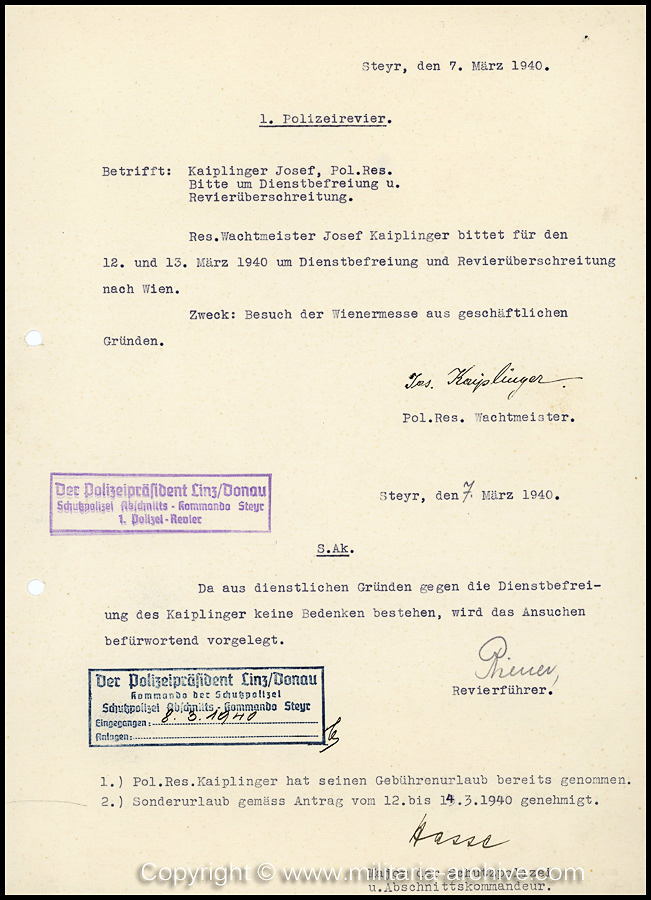 Steyr, den 7. März 1940.
1. Polizeirevier.
Betrifft: Kaiplinger Josef, Pol.Res.
Bitte um Dienstbefreiung u.
Revierüberschreitung.
Res.Wachtmeister Josef Kaiplinger bittet für den
12. und 13. März 1940 um Dienstbefreiung und Revierüberschreitung
nach Wien.
Zweck: Besuch der Wienermesse aus geschäftlichen
Gründen.
Jos. Kaiplinger.
Pol.Res. Wachtmeister.
Der Polizeipräsident Linz/Donau
Schutzpolizei Abschnitts - Kommando Steyr
1. Polizei - Revier
Steyr, den 7. März 1940.
S.Ak.
Da aus dienstlichen Gründen gegen die Dienstbefrei-
ung des Kaiplinger keine Bedenken bestehen, wird das Ansuchen
befürwortend vorgelegt.
Revierführer.
Der Polizeipräsident Linz/Donau
Kommando der Schutzpolizei
Schutzpolizei Abschnitts - Kommando Steyr
Eingegangen: 8. 3. 1940
Anlagen:
1.) Pol.Res.Kaiplinger hat seinen Gebührenurlaub bereits genommen.
2.) Sonderurlaub gemäss Antrag vom 12.bis 14.3.1940 genehmigt.
Hasse
Major der Schutzpolizei
u.Abschnittskommandeur.
Copyright © www.militaria-archive.com